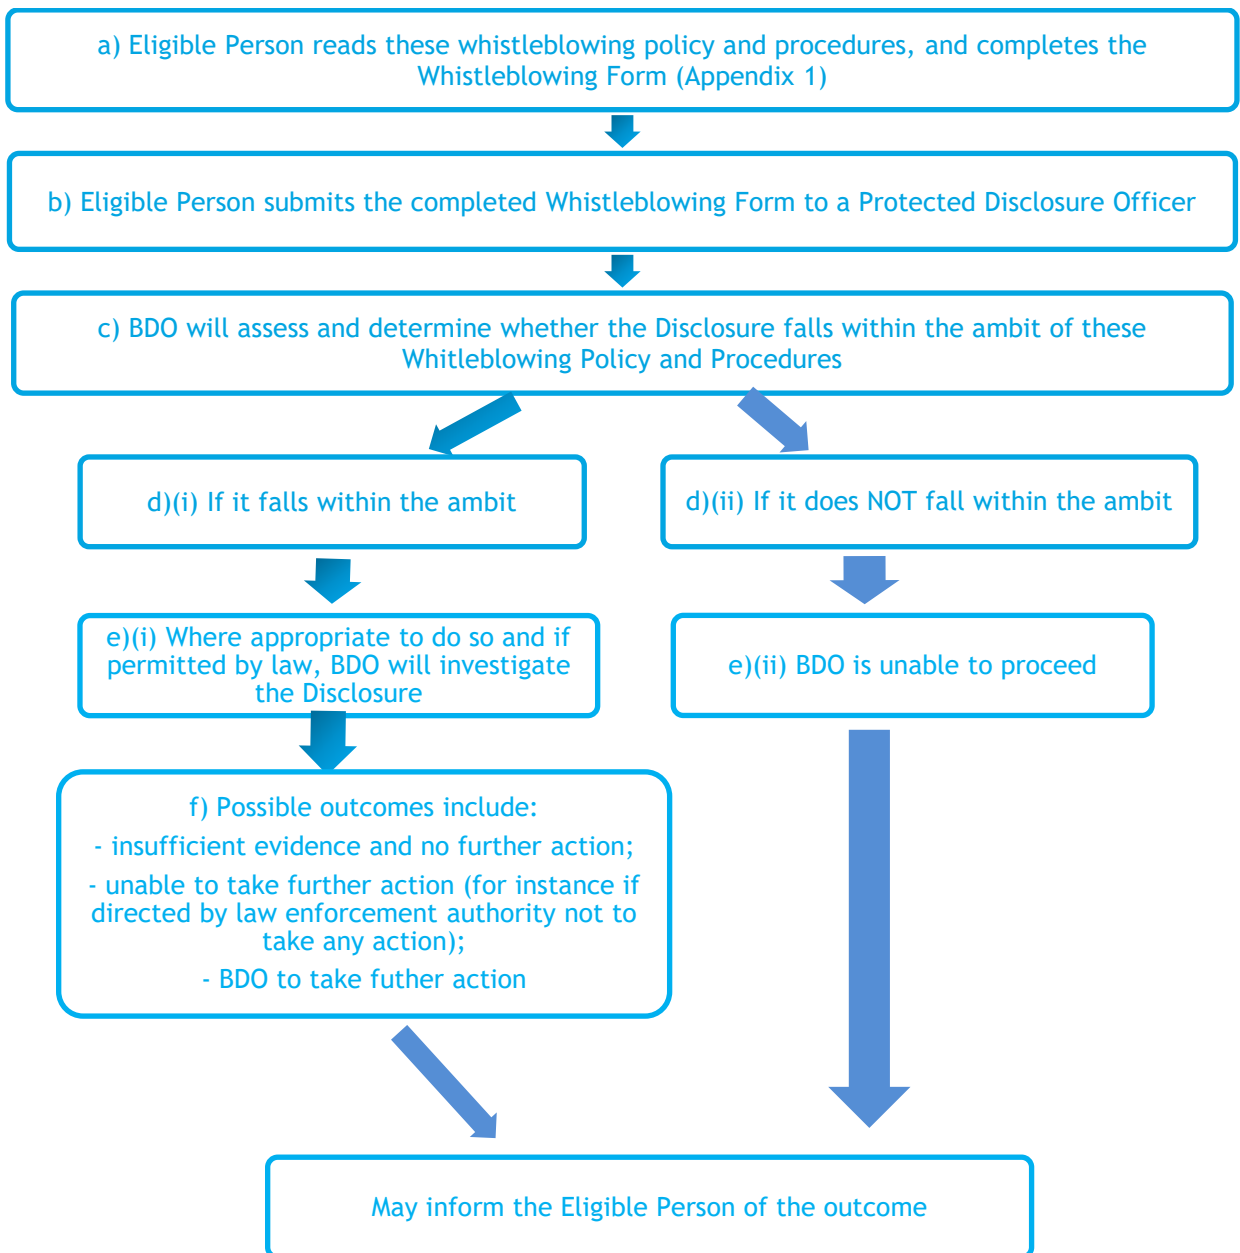 a) Eligible Person reads these whistleblowing policy and procedures, and completes the
Whistleblowing Form (Appendix 1)
b) Eligible Person submits the completed Whistleblowing Form to a Protected Disclosure Officer
c) BDO will assess and determine whether the Disclosure falls within the ambit of these
Whitleblowing Policy and Procedures
d)(i) If it falls within the ambit
d)(ii) If it does NOT fall within the ambit
e)(i) Where appropriate to do so and if
permitted by law, BDO will investigate
the Disclosure
e)(ii) BDO is unable to proceed
f) Possible outcomes include:
- insufficient evidence and no further action;
- unable to take further action (for instance if
directed by law enforcement authority not to
take any action);
- BDO to take futher action
May inform the Eligible Person of the outcome